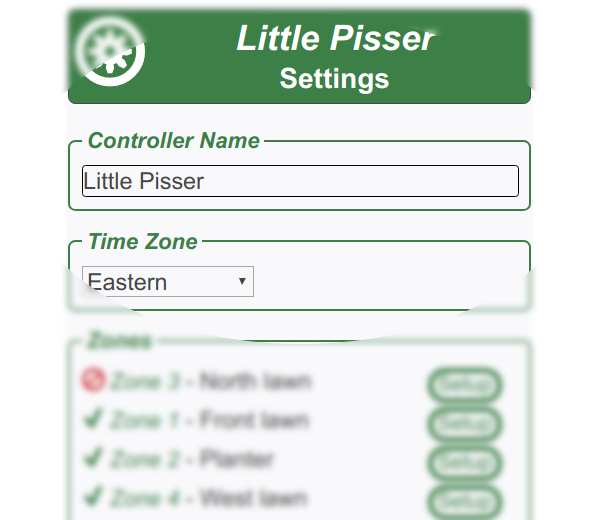 Little Pisser
Settings
Controller Name
Little Pisser
Time Zone
Eastern
Zones
Zone 3 - North lawn Setup
Zone 1 - Front lawn Setup
Zone 2 - Planter Setup
Zone 4 - West lawn Setup